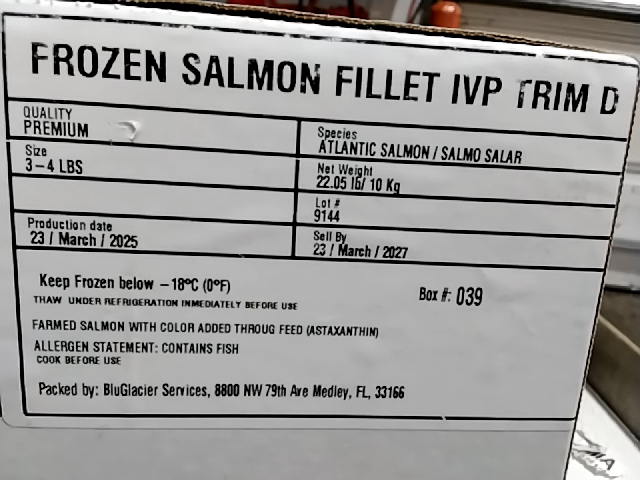 FROZEN SALMON FILLET IVP TRIM D
QUALITY
PREMIUM
Species
ATLANTIC SALMON / SALMO SALAR
Size
3-4 LBS
Net Weight
22.05 lb/ 10 Kg
Lot #
9144
Production date
23 / March / 2025
Sell By
23 / March / 2027
Keep Frozen below -18°C (0°F)
Box #: 039
THAW UNDER REFRIGERATION IMMEDIATELY BEFORE USE
FARMED SALMON WITH COLOR ADDED THROUG FEED (ASTAXANTHIN)
ALLERGEN STATEMENT: CONTAINS FISH
COOK BEFORE USE
Packed by: BluGlacier Services, 8800 NW 79th Ave Medley, FL, 33166